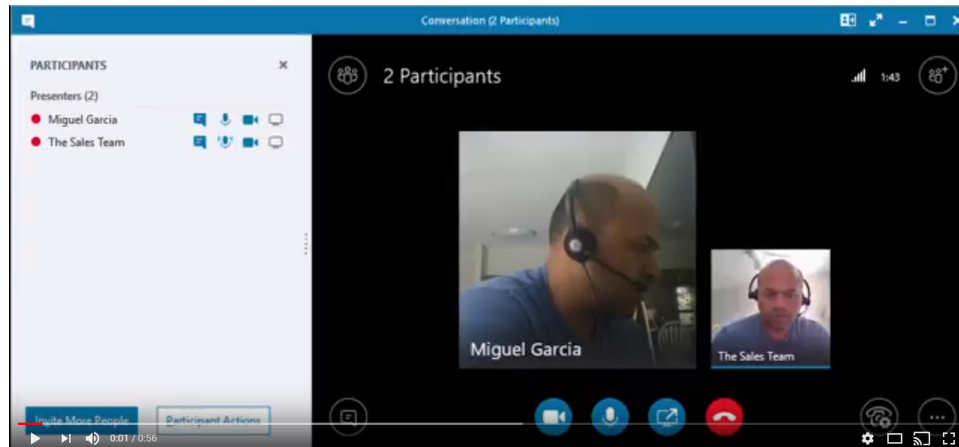 Conversation (2 Participants)
PARTICIPANTS
Presenters (2)
Miguel Garcia
The Sales Team
2 Participants
1:43
Miguel Garcia
The Sales Team
Invite More People
Participant Actions
0:01 / 0:56